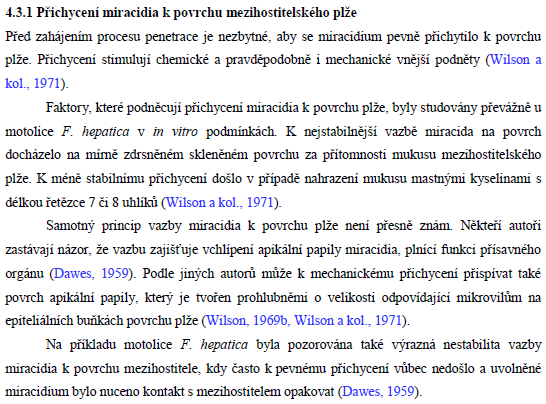 4.3.1 Přichycení miracidia k povrchu mezihostitelského plže
Před zahájením procesu penetrace je nezbytné, aby se miracidium pevně přichytilo k povrchu
plže. Přichycení stimulují chemické a pravděpodobně i mechanické vnější podněty (Wilson a
kol., 1971).
Faktory, které podněcují přichycení miracidia k povrchu plže, byly studovány převážně u
motolice F. hepatica v in vitro podmínkách. K nejstabilnější vazbě miracida na povrch
docházelo na mírně zdrsněném skleněném povrchu za přítomnosti mukusu mezihostitelského
plže. K méně stabilnímu přichycení došlo v případě nahrazení mukusu mastnými kyselinami s
délkou řetězce 7 či 8 uhlíků (Wilson a kol., 1971).
Samotný princip vazby miracidia k povrchu plže není přesně znám. Někteří autoři
zastávají názor, že vazbu zajišťuje vchlípení apikální papily miracidia, plnící funkci přísavného
orgánu (Dawes, 1959). Podle jiných autorů může k mechanickému přichycení přispívat také
povrch apikální papily, který je tvořen prohlubněmi o velikosti odpovídající mikrovilům na
epiteliálních buňkách povrchu plže (Wilson, 1969b, Wilson a kol., 1971).
Na příkladu motolice F. hepatica byla pozorována také výrazná nestabilita vazby
miracidia k povrchu mezihostitele, kdy často k pevnému přichycení vůbec nedošlo a uvolněné
miracidium bylo nuceno kontakt s mezihostitelem opakovat (Dawes, 1959).